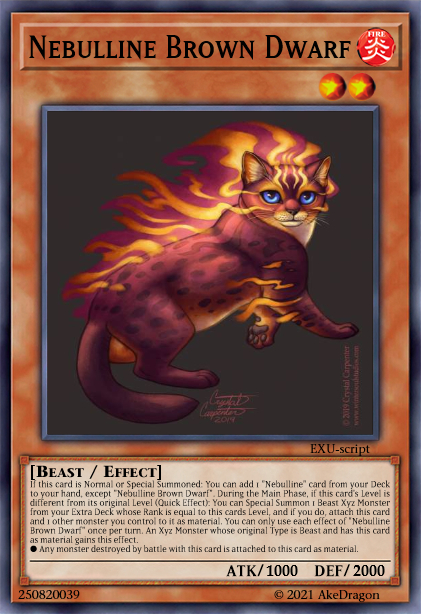 Nebulline Brown Dwarf
FIRE
炎
Crystal
Carpenter
2019
© 2019 Crystal Carpenter
EXU-script
[Beast / Effect]
If this card is Normal or Special Summoned: You can add 1 "Nebulline" card from your Deck
to your hand, except "Nebulline Brown Dwarf". During the Main Phase, if this card's Level is
different from its original Level (Quick Effect): You can Special Summon 1 Beast Xyz Monster
from your Extra Deck whose Rank is equal to this cards Level, and if you do, attach this card
and 1 other monster you control to it as material. You can only use each effect of "Nebulline
Brown Dwarf" once per turn. An Xyz Monster whose original Type is Beast and has this card
as material gains this effect.
● Any monster destroyed by battle with this card is attached to this card as material.
ATK/1000 DEF/2000
250820039
© 2021 AkeDragon